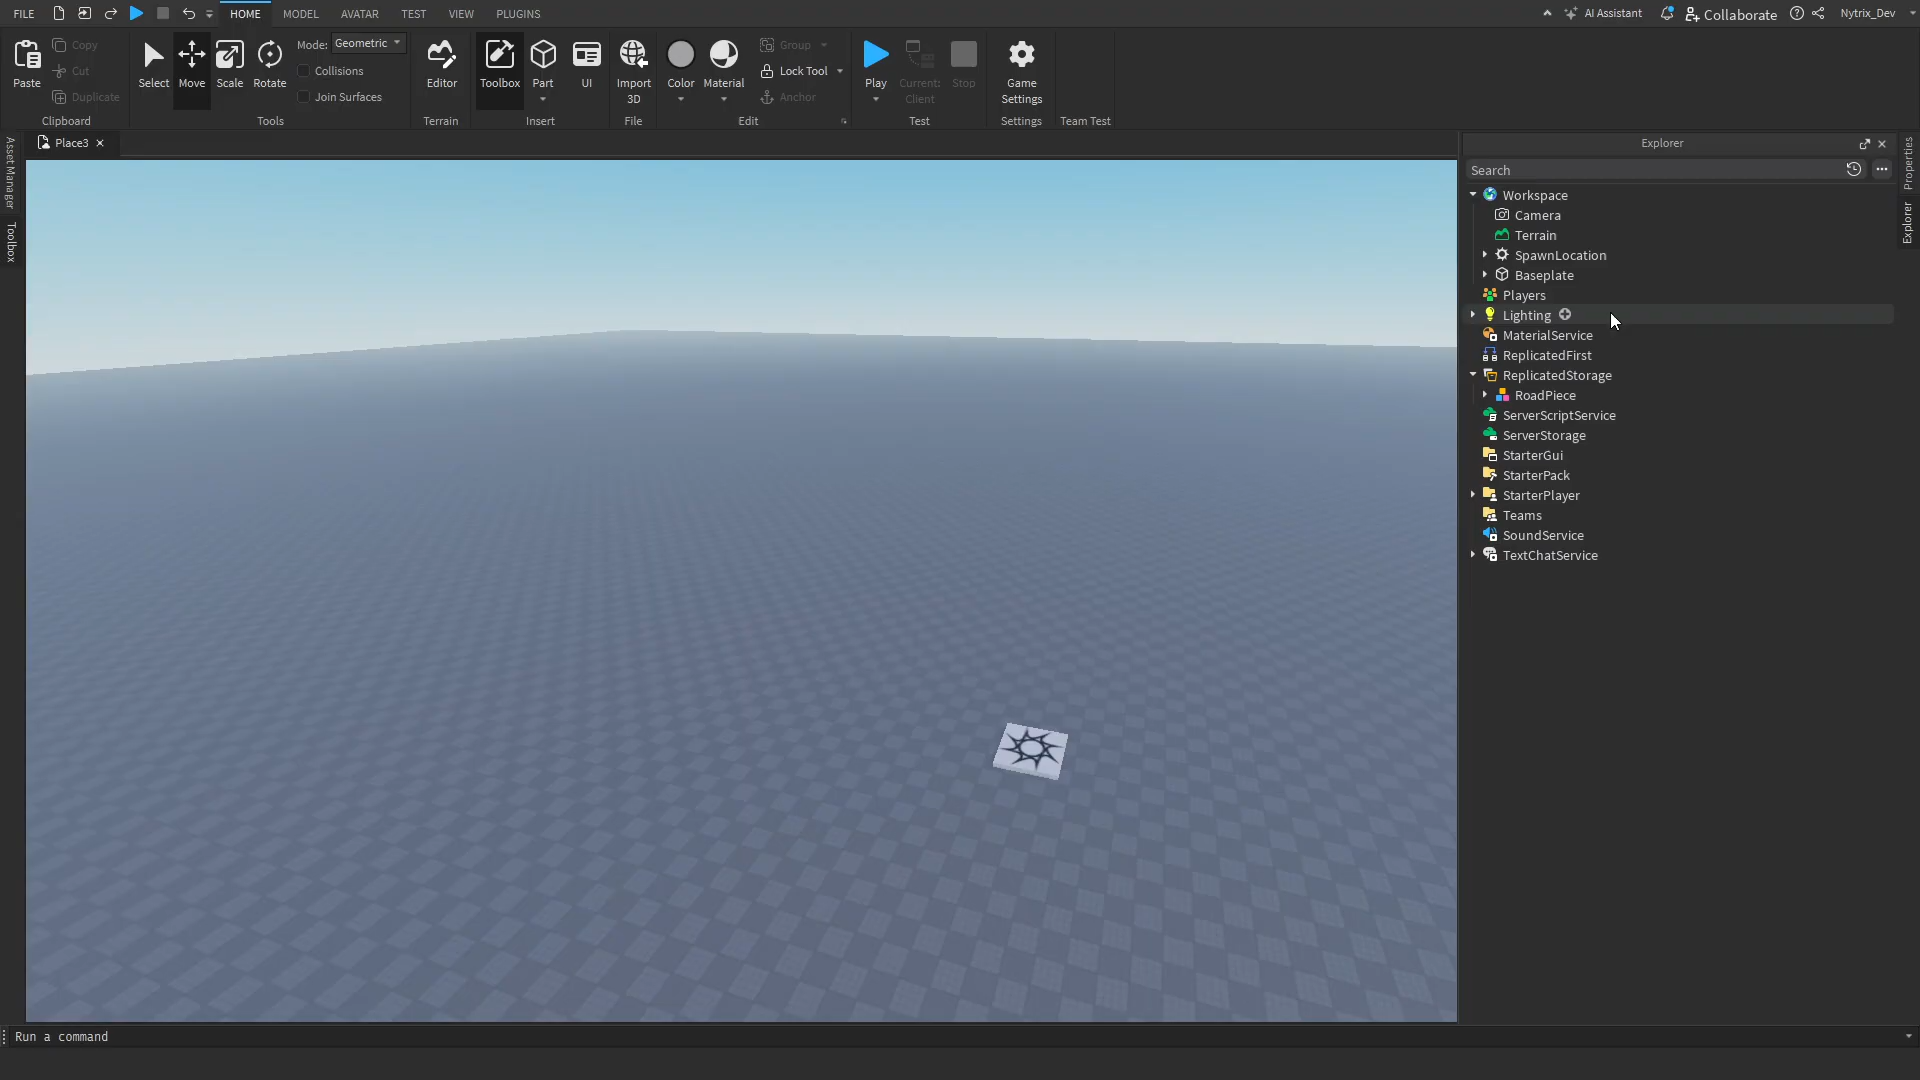 FILE HOME MODEL AVATAR TEST VIEW PLUGINS AI Assistant Collaborate Nytrix_Dev
Paste Copy Cut Duplicate
Clipboard
Select Move Scale Rotate Mode: Geometric
Collisions
Join Surfaces
Tools
Editor
Terrain
Toolbox Part UI
Insert
Import
3D
File
Color Material Group
Lock Tool
Anchor
Edit
Play Current:
Client
Stop
Test
Game
Settings
Settings
Team Test
Asset Manager
Toolbox
Place3
Explorer
Search
Workspace
Camera
Terrain
SpawnLocation
Baseplate
Players
Lighting
MaterialService
ReplicatedFirst
ReplicatedStorage
RoadPiece
ServerScriptService
ServerStorage
StarterGui
StarterPack
StarterPlayer
Teams
SoundService
TextChatService
Properties
Explorer
Run a command